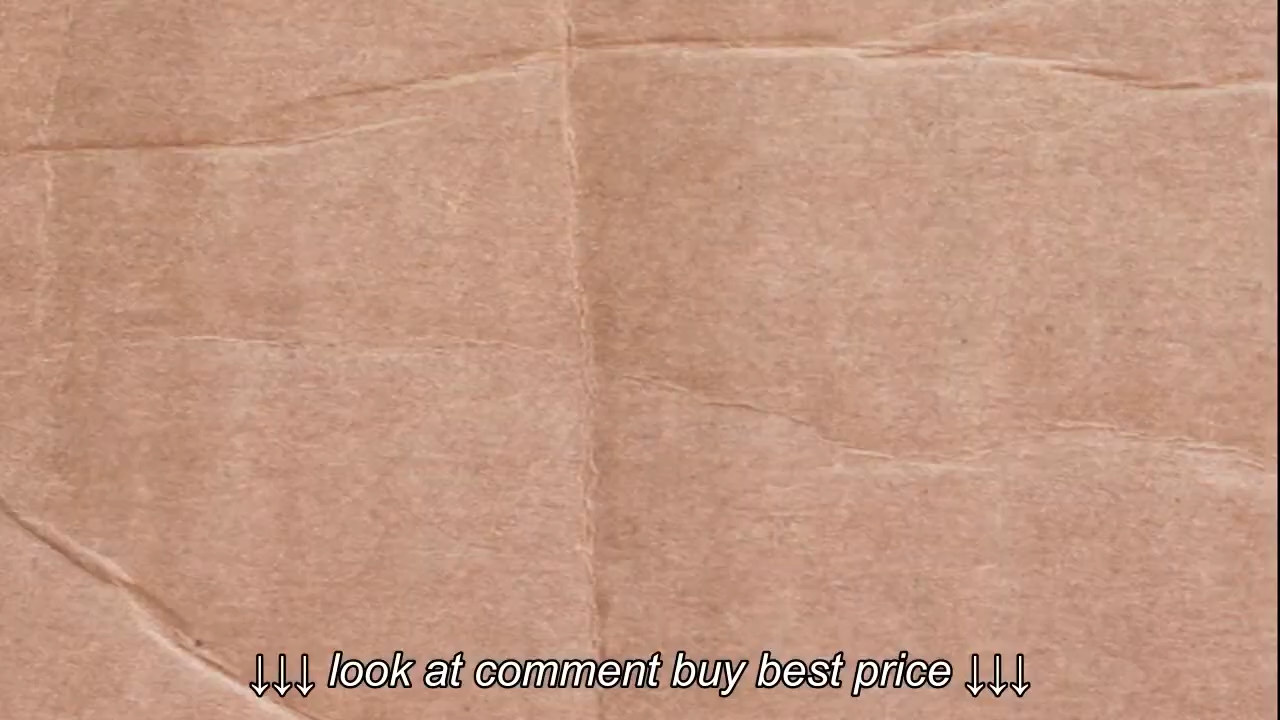 ↓↓↓ look at comment buy best price ↓↓↓